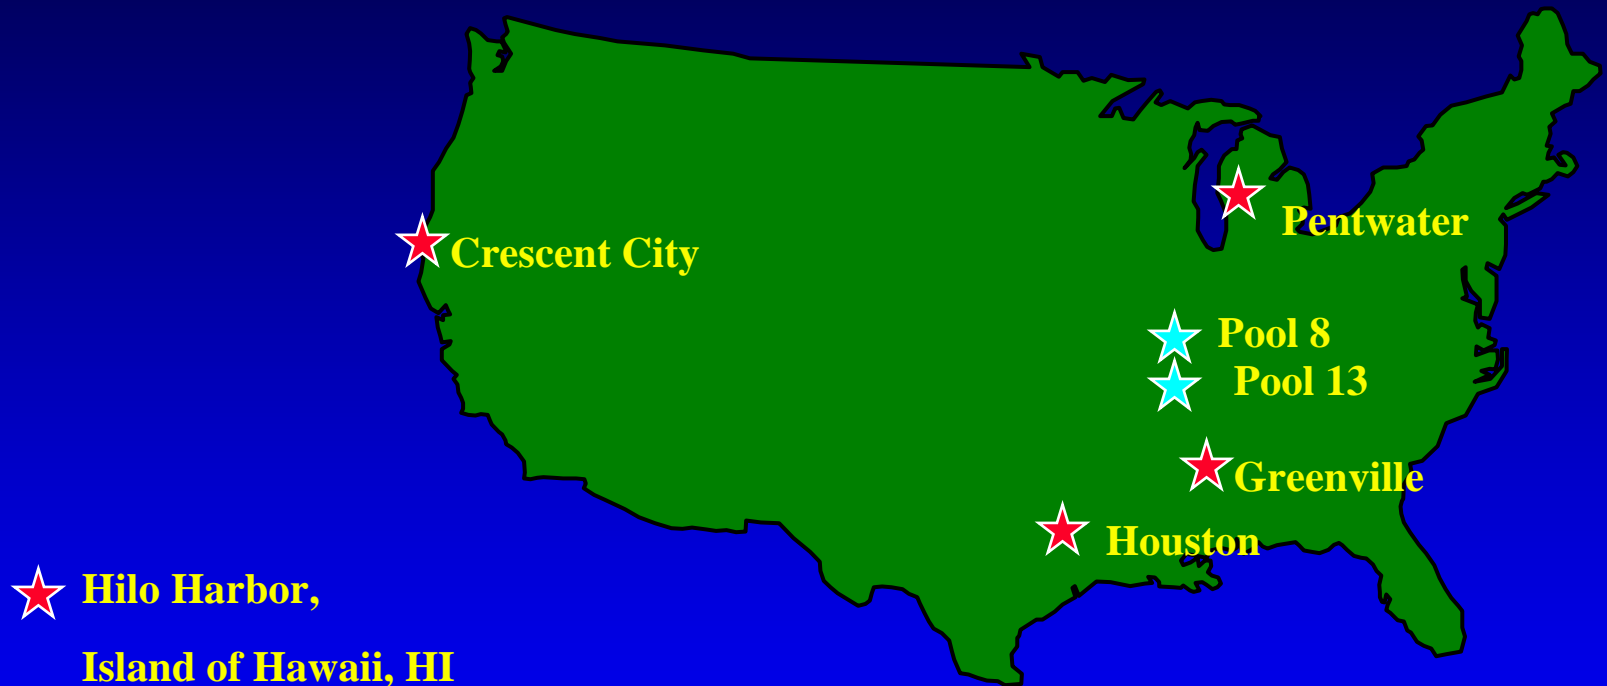 Pentwater
Crescent City
Pool 8
Pool 13
Greenville
Houston
Hilo Harbor,
Island of Hawaii, HI